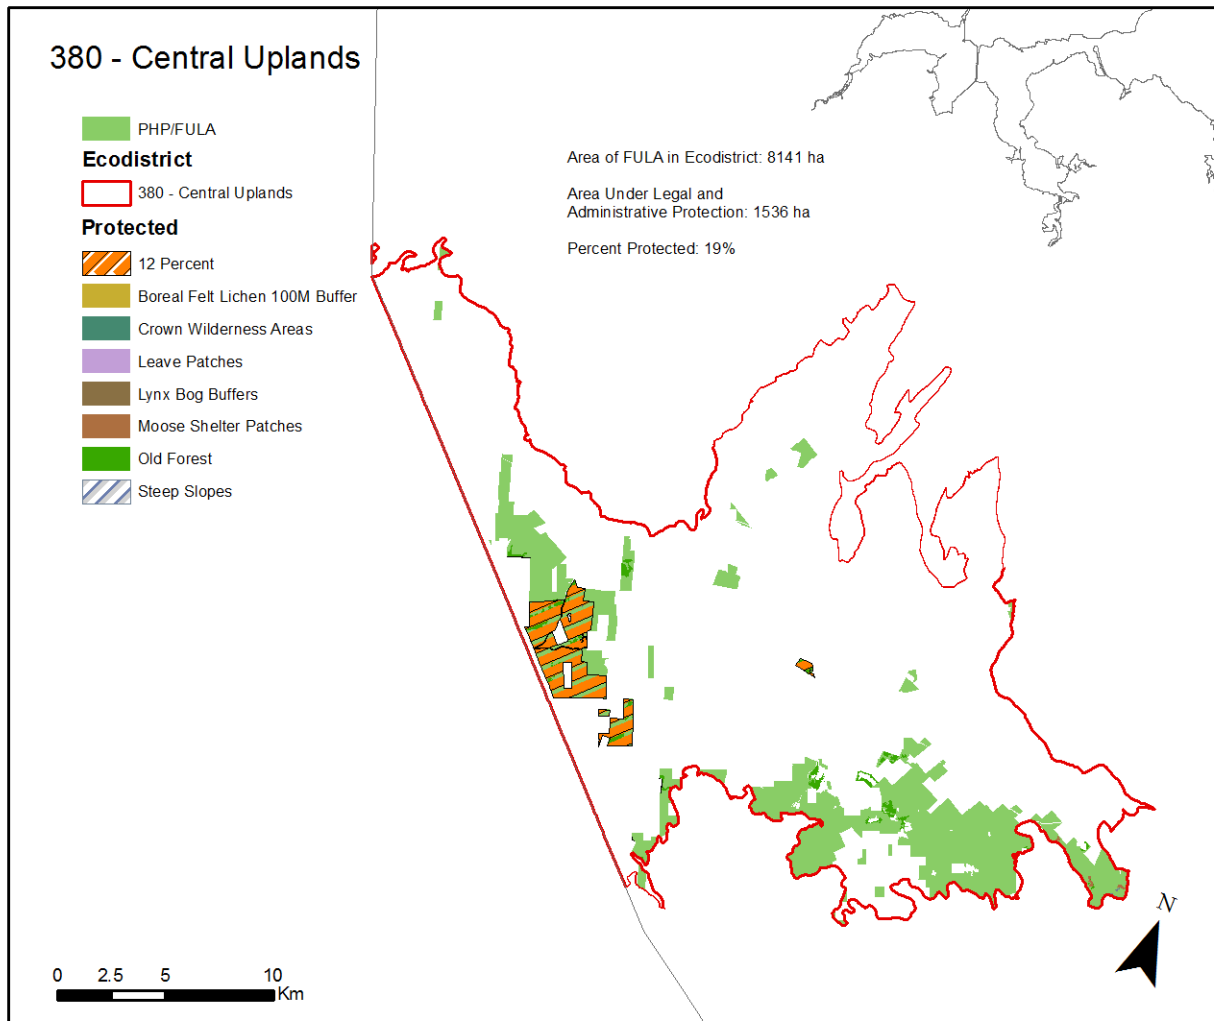 380 - Central Uplands
PHP/FULA
Ecodistrict
380 - Central Uplands
Protected
12 Percent
Boreal Felt Lichen 100M Buffer
Crown Wilderness Areas
Leave Patches
Lynx Bog Buffers
Moose Shelter Patches
Old Forest
Steep Slopes
Area of FULA in Ecodistrict: 8141 ha
Area Under Legal and
Administrative Protection: 1536 ha
Percent Protected: 19%
N
0 2.5 5 10
Km